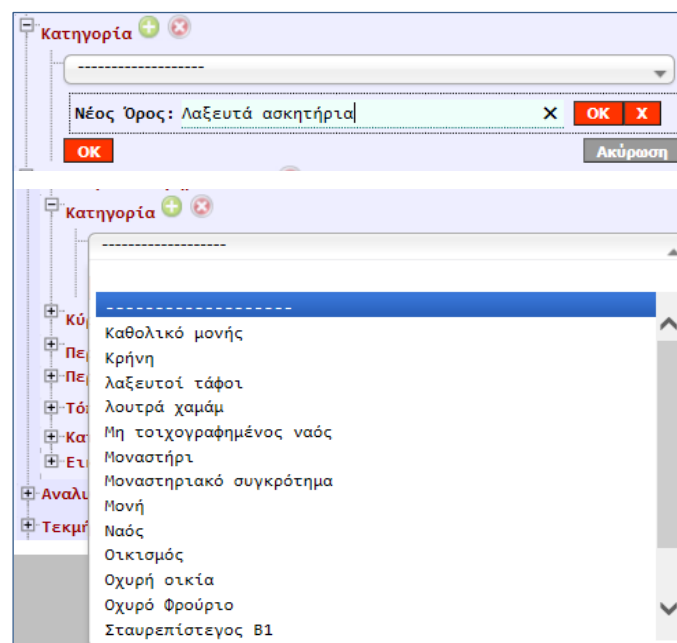 Κατηγορία
-------------------
Νέος Όρος: Λαξευτά ασκητήρια × OK X
OK Ακύρωση
Κατηγορία
-------------------
-------------------
Καθολικό μονής
Κρήνη
λαξευτοί τάφοι
λουτρά χαμάμ
Μη τοιχογραφημένος ναός
Μοναστήρι
Μοναστηριακό συγκρότημα
Μονή
Ναός
Οικισμός
Οχυρή οικία
Οχυρό Φρούριο
Σταυρεπίστεγος Β1